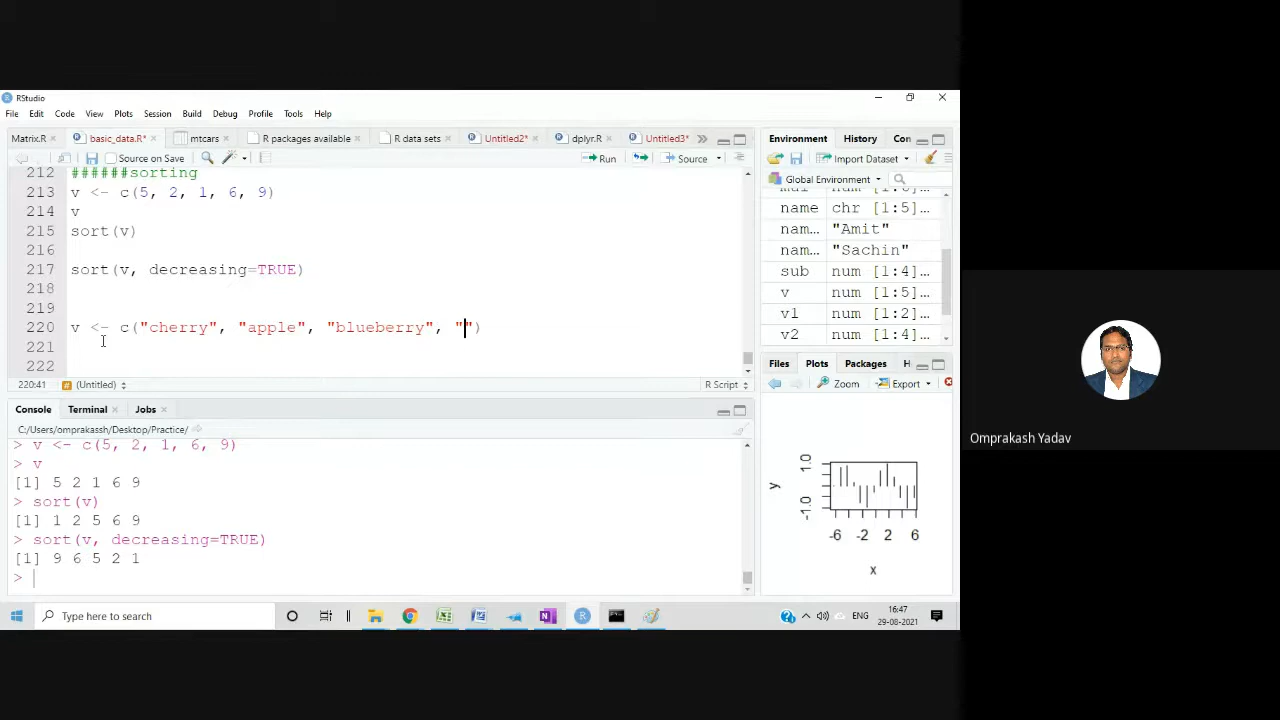 RStudio
File Edit Code View Plots Session Build Debug Profile Tools Help
Matrix.R basic_data.R* mtcars R packages available R data sets Untitled2* dplyr.R Untitled3*
Source on Save Run Source
212 ######sorting
213 v <- c(5, 2, 1, 6, 9)
214 v
215 sort(v)
216
217 sort(v, decreasing=TRUE)
218
219
220 v <- c("cherry", "apple", "blueberry", "")
221
222
220:41 (Untitled) R Script
Console Terminal Jobs
C:/Users/omprakassh/Desktop/Practice/
> v <- c(5, 2, 1, 6, 9)
> v
[1] 5 2 1 6 9
> sort(v)
[1] 1 2 5 6 9
> sort(v, decreasing=TRUE)
[1] 9 6 5 2 1
>
Environment History Con
Import Dataset
Global Environment
name chr [1:5]…
nam… "Amit"
nam… "Sachin"
sub num [1:4]…
v num [1:5]…
v1 num [1:2]…
v2 num [1:4]…
Files Plots Packages H
Zoom Export
y
1.0
-1.0
-6 -2 2 6
x
Type here to search
ENG
16:47
29-08-2021
Omprakash Yadav